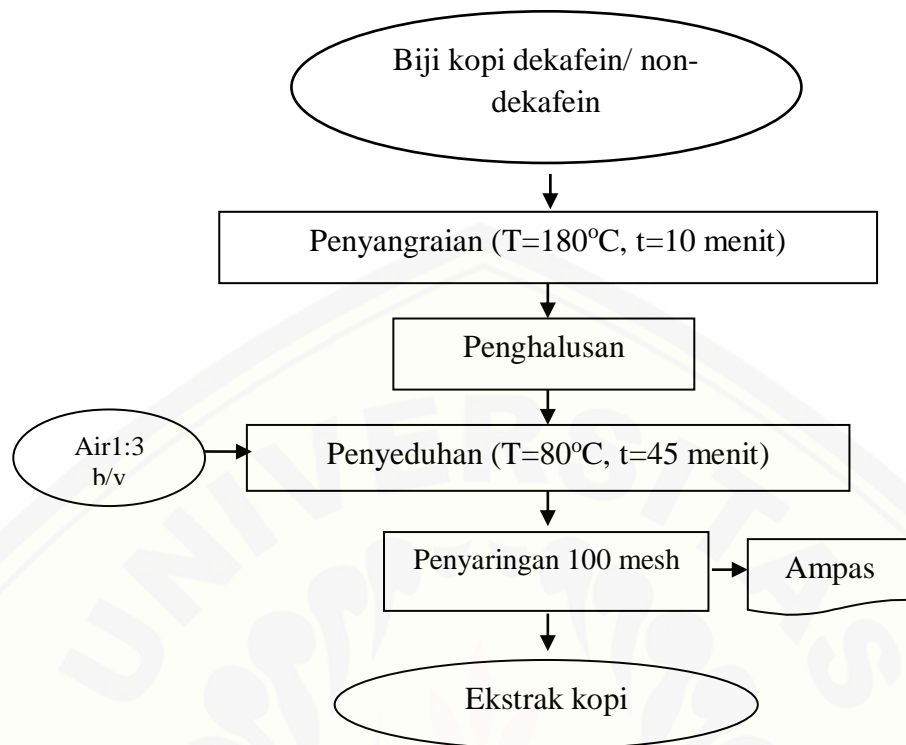 Biji kopi dekafein/ non-
dekafein
Penyangraian (T=180°C, t=10 menit)
Penghalusan
Air1:3
b/v
Penyeduhan (T=80°C, t=45 menit)
Penyaringan 100 mesh
Ampas
Ekstrak kopi
UNIVERSITAS